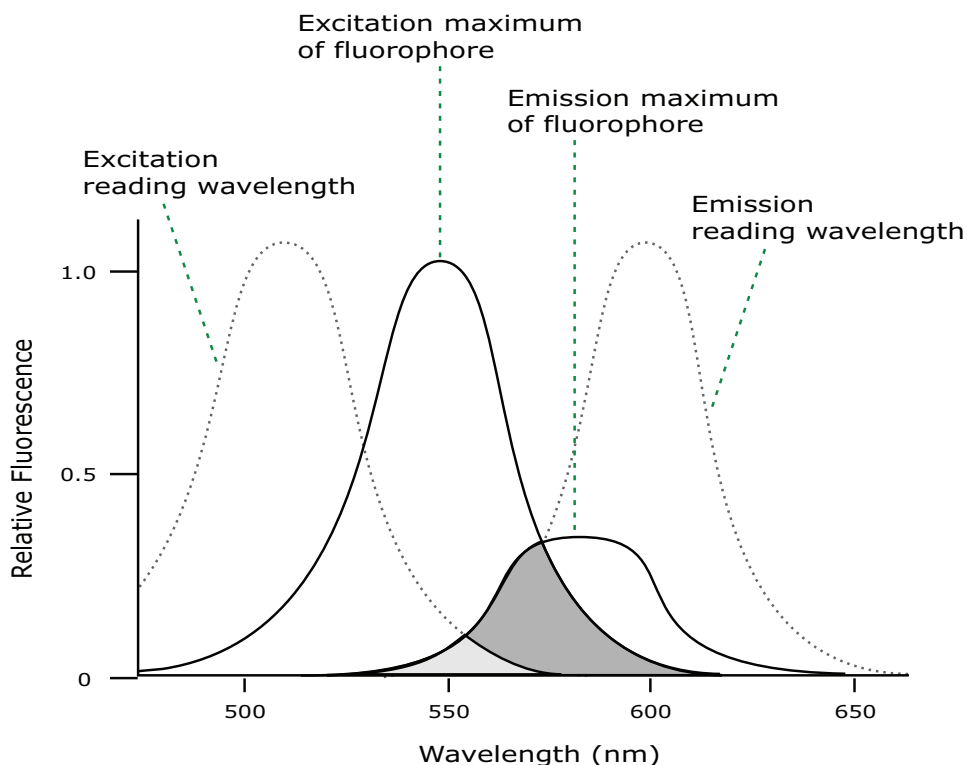 Excitation maximum
of fluorophore
Emission maximum
of fluorophore
Excitation
reading wavelength
Emission
reading wavelength
1.0
0.5
0
Relative Fluorescence
500
550
600
650
Wavelength (nm)